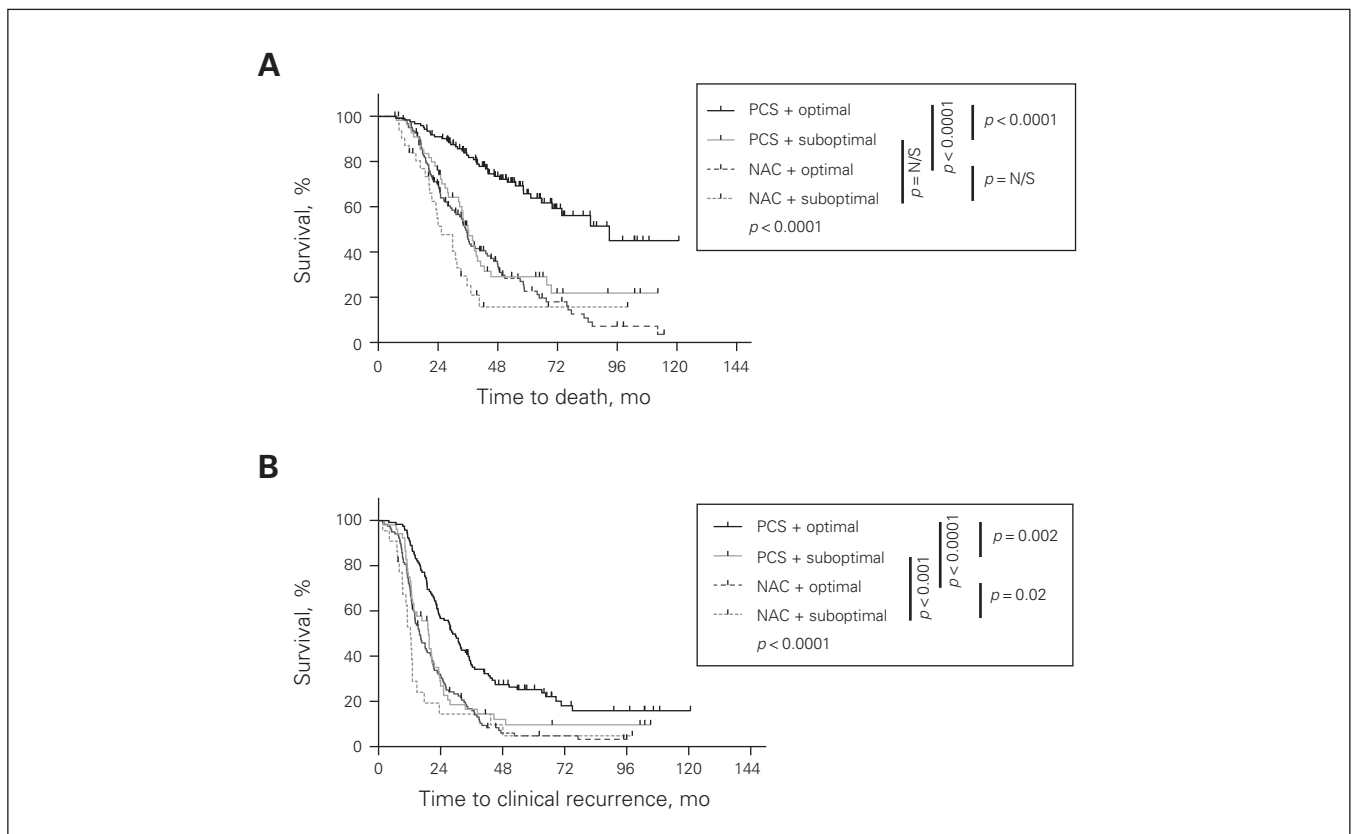 A
Survival, %
100
80
60
40
20
0
0 24 48 72 96 120 144
Time to death, mo
PCS + optimal
PCS + suboptimal
NAC + optimal
NAC + suboptimal
p < 0.0001
p = N/S
p < 0.0001
p < 0.0001
p = N/S
B
Survival, %
100
80
60
40
20
0
0 24 48 72 96 120 144
Time to clinical recurrence, mo
PCS + optimal
PCS + suboptimal
NAC + optimal
NAC + suboptimal
p < 0.0001
p < 0.001
p < 0.0001
p = 0.002
p = 0.02